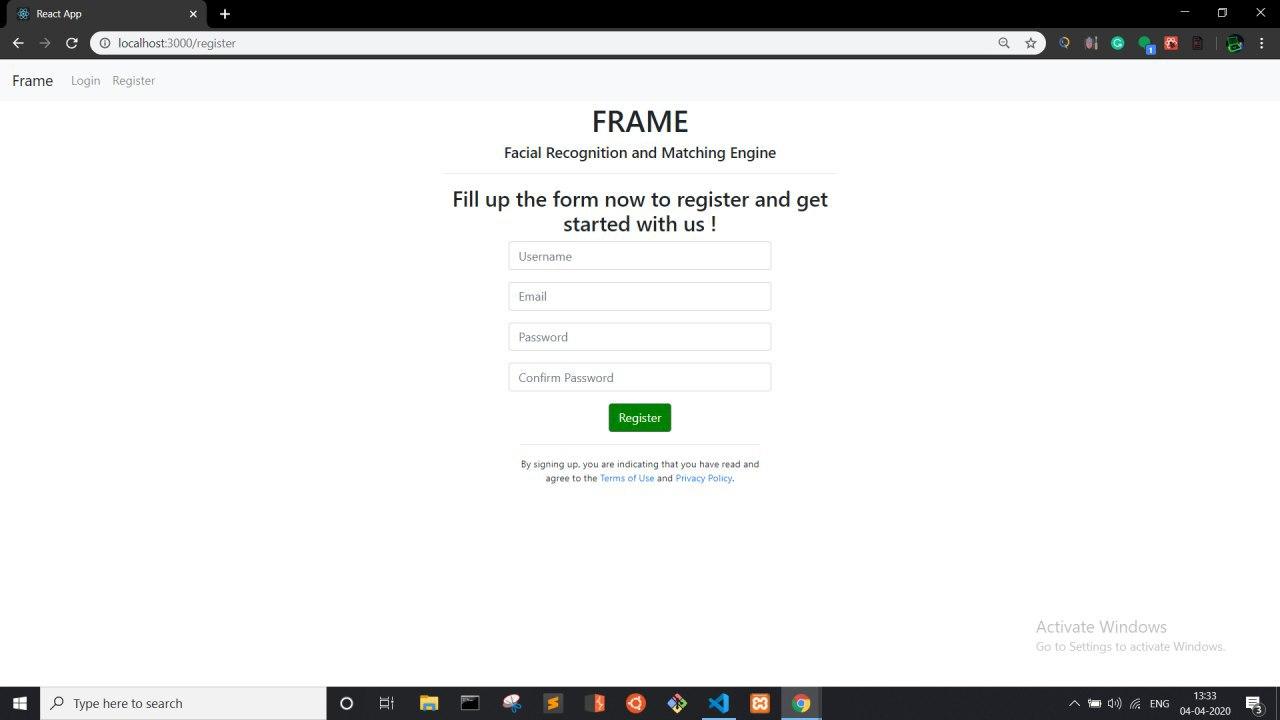 React App
localhost:3000/register
1
Frame Login Register
FRAME
Facial Recognition and Matching Engine
Fill up the form now to register and get
started with us !
Username
Email
Password
Confirm Password
Register
By signing up, you are indicating that you have read and
agree to the Terms of Use and Privacy Policy.
Activate Windows
Go to Settings to activate Windows.
Type here to search
ENG
13:33
04-04-2020
3